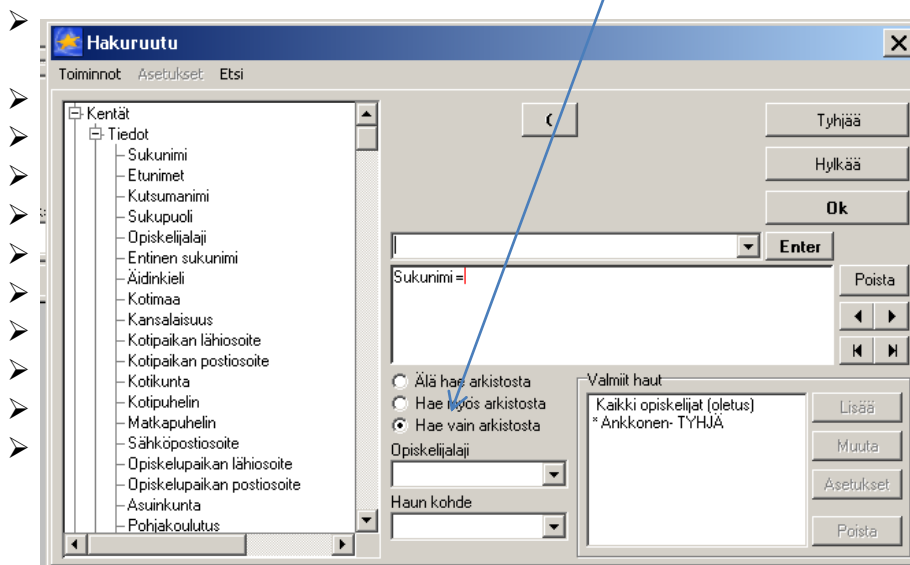 Hakuruutu
Toiminnot Asetukset Etsi
Kentät
Tiedot
Sukunimi
Etunimet
Kutsumanimi
Sukupuoli
Opiskelijalaji
Entinen sukunimi
Äidinkieli
Kotimaa
Kansalaisuus
Kotipaikan lähiosoite
Kotipaikan postiosoite
Kotikunta
Kotipuhelin
Matkapuhelin
Sähköpostiosoite
Opiskelupaikan lähiosoite
Opiskelupaikan postiosoite
Asuinkunta
Pohjakoulutus
(
Tyhjää
Hylkää
Ok
Enter
Sukunimi =
Poista
Älä hae arkistosta
Hae myös arkistosta
Hae vain arkistosta
Opiskelijalaji
Haun kohde
Valmiit haut
Kaikki opiskelijat (oletus)
* Ankkonen- TYHJÄ
Lisää
Muuta
Asetukset
Poista